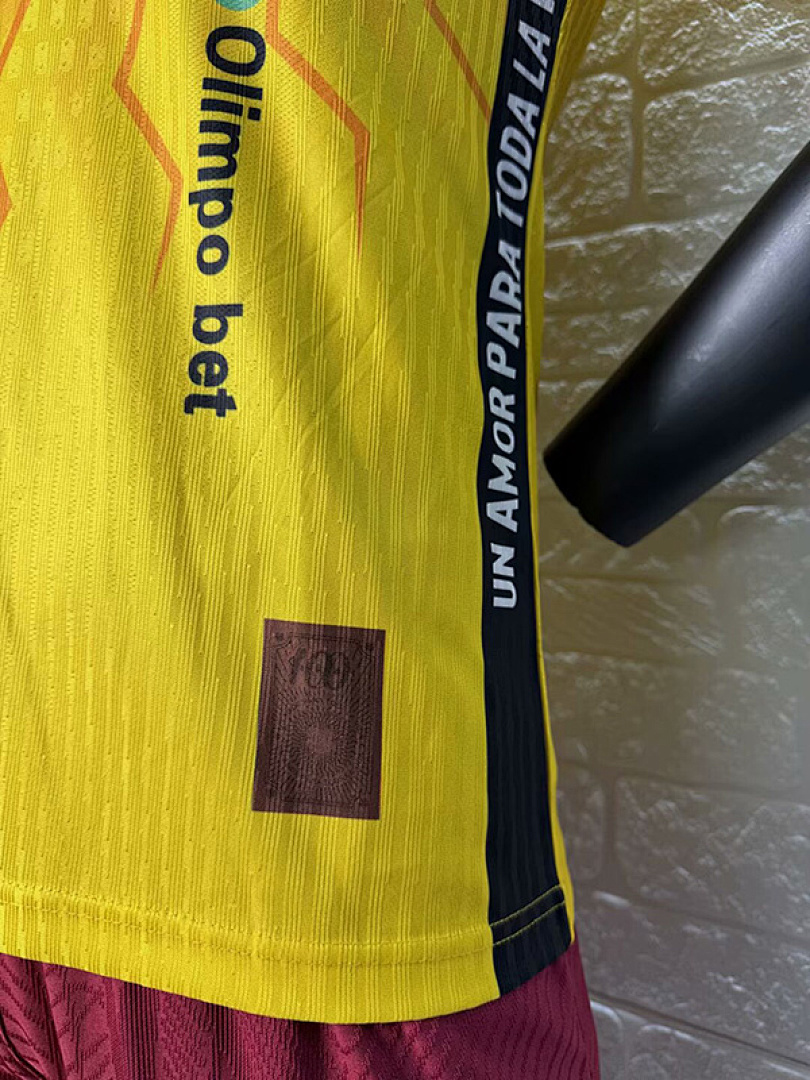 Olimpo bet
UN AMOR PARA TODA LA
100